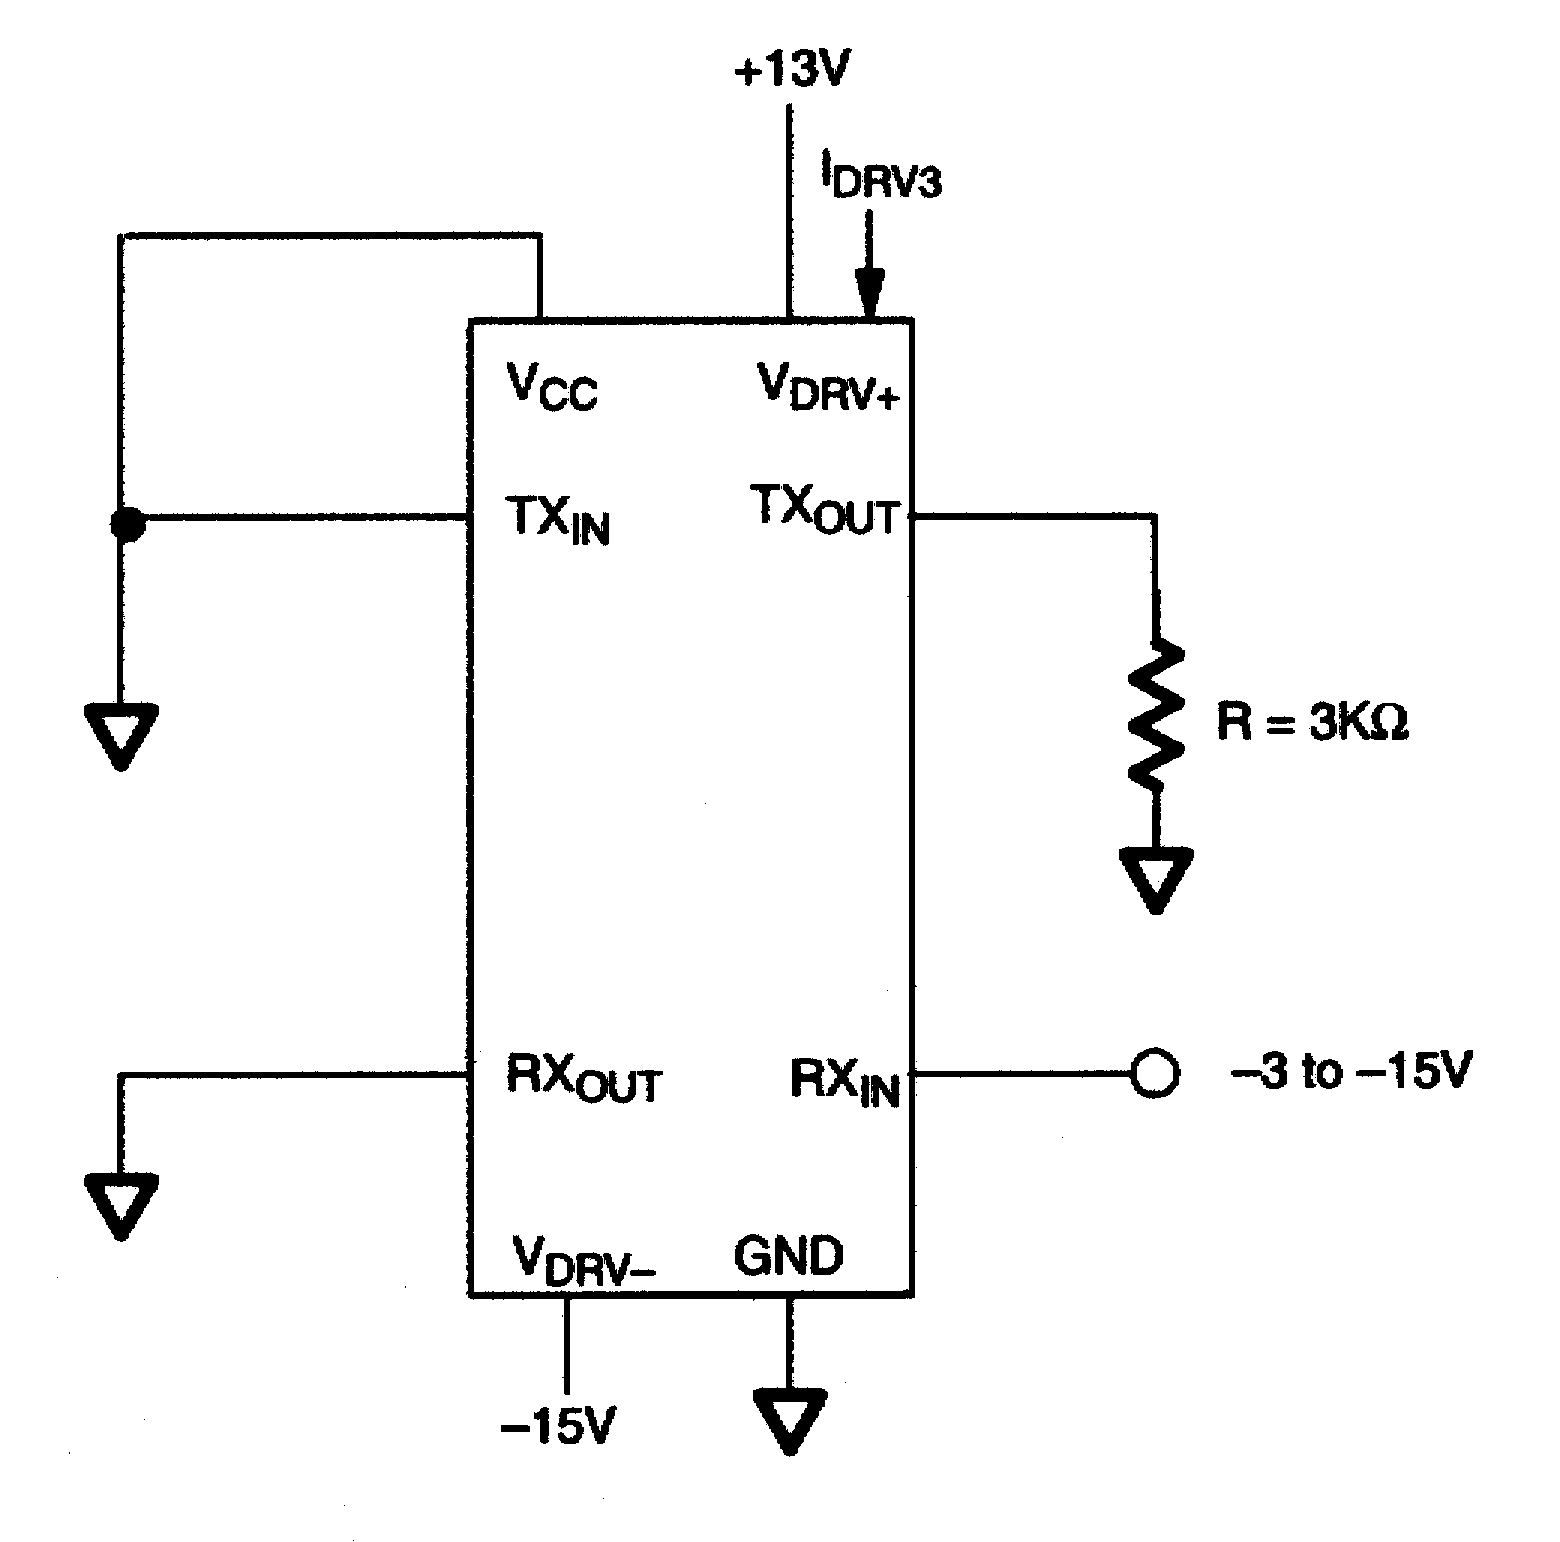 +13V
IDRV3
VCC VDRV+
TXIN TXOUT
R = 3KΩ
RXOUT RXIN –3 to –15V
VDRV– GND
–15V